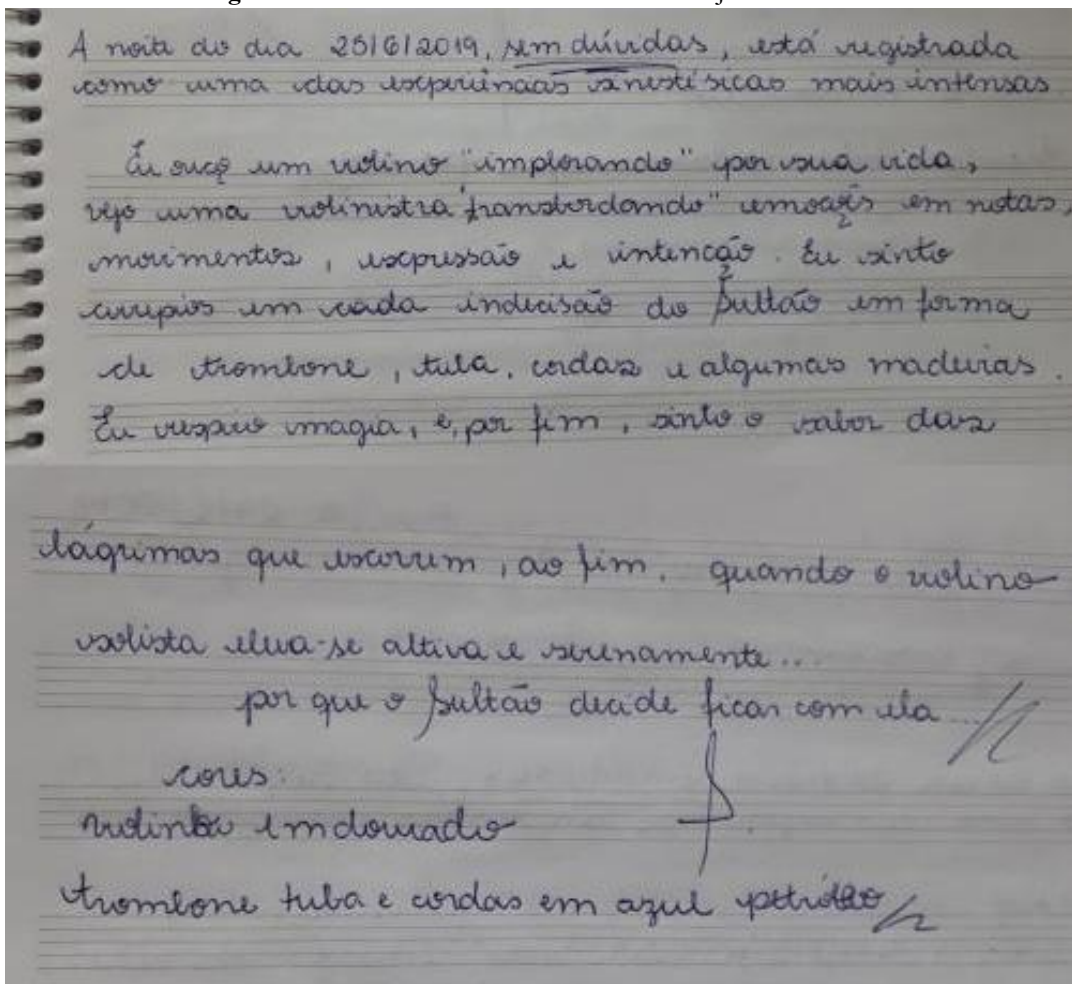 A noite do dia 25/6/2019, sem dúvidas, está registrada
como uma das experiências sinestésicas mais intensas
Eu ouço um violino "implorando" por sua vida,
vejo uma violinista "transbordando" emoções em notas,
movimentos, expressão e intenção. Eu sinto
arrepios em cada indecisão do Sultão em forma
de trombone, tuba, cordas e algumas madeiras.
Eu respiro magia, e, por fim, sinto o sabor das
lágrimas que escorrem, ao fim, quando o violino
solista eleva-se altiva e serenamente...
por que o Sultão decide ficar com ela...
cores:
violino em dourado
trombone tuba e cordas em azul petróleo